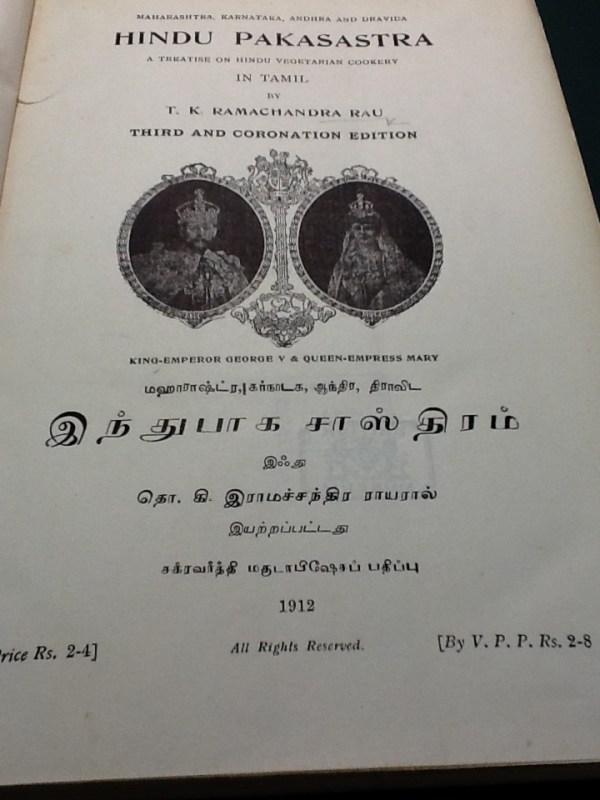 MAHARASHTRA, KARNATAKA, ANDHRA AND DRAVIDA
HINDU PAKASASTRA
A TREATISE ON HINDU VEGETARIAN COOKERY
IN TAMIL
BY
T. K. RAMACHANDRA RAU
THIRD AND CORONATION EDITION
KING-EMPEROR GEORGE V & QUEEN-EMPRESS MARY
மஹாராஷ்ட்ர, கர்நாடக, ஆந்திர, திராவிட
இந்துபாக சாஸ்திரம்
இஃது
தொ. கி. இராமச்சந்திர ராயரால்
இயற்றப்பட்டது
சக்ரவர்த்தி மகுடாபிஷேகப் பதிப்பு
1912
Price Rs. 2-4] All Rights Reserved. [By V. P. P. Rs. 2-8